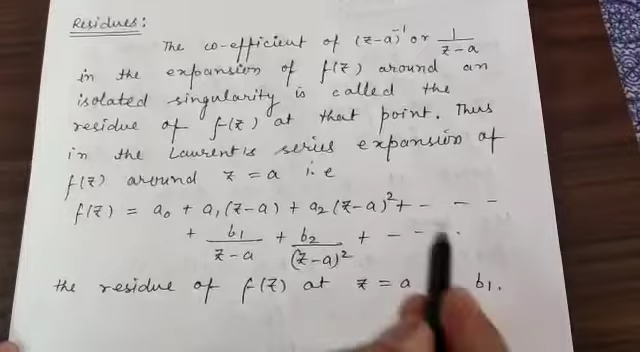 Residues:
The co-efficient of (z-a)⁻¹ or 1/(z-a)
in the expansion of f(z) around an
isolated singularity is called the
residue of f(z) at that point. Thus
in the Laurent's series expansion of
f(z) around z = a i.e
f(z) = a₀ + a₁(z-a) + a₂(z-a)² + - - -
+ b₁/(z-a) + b₂/(z-a)² + - - -
the residue of f(z) at z = a b₁.